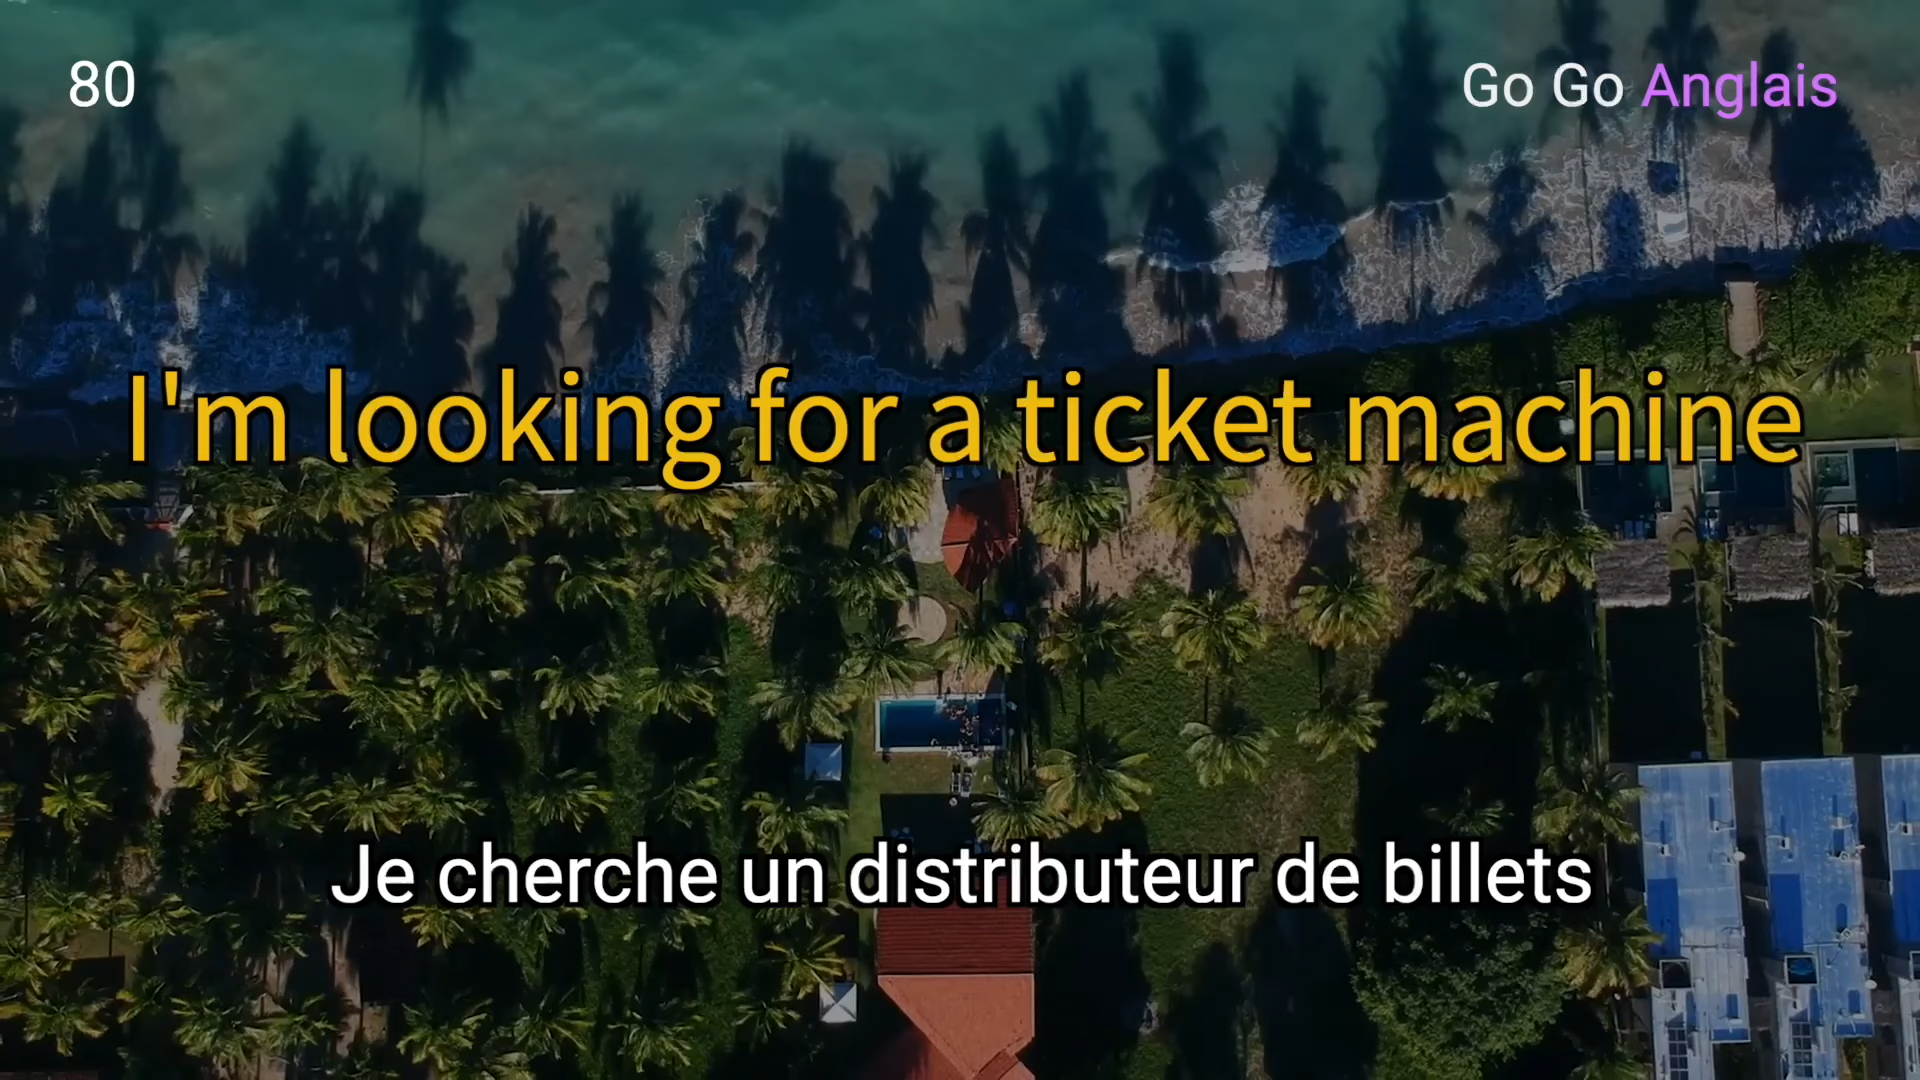 80
Go Go Anglais
I'm looking for a ticket machine
Je cherche un distributeur de billets